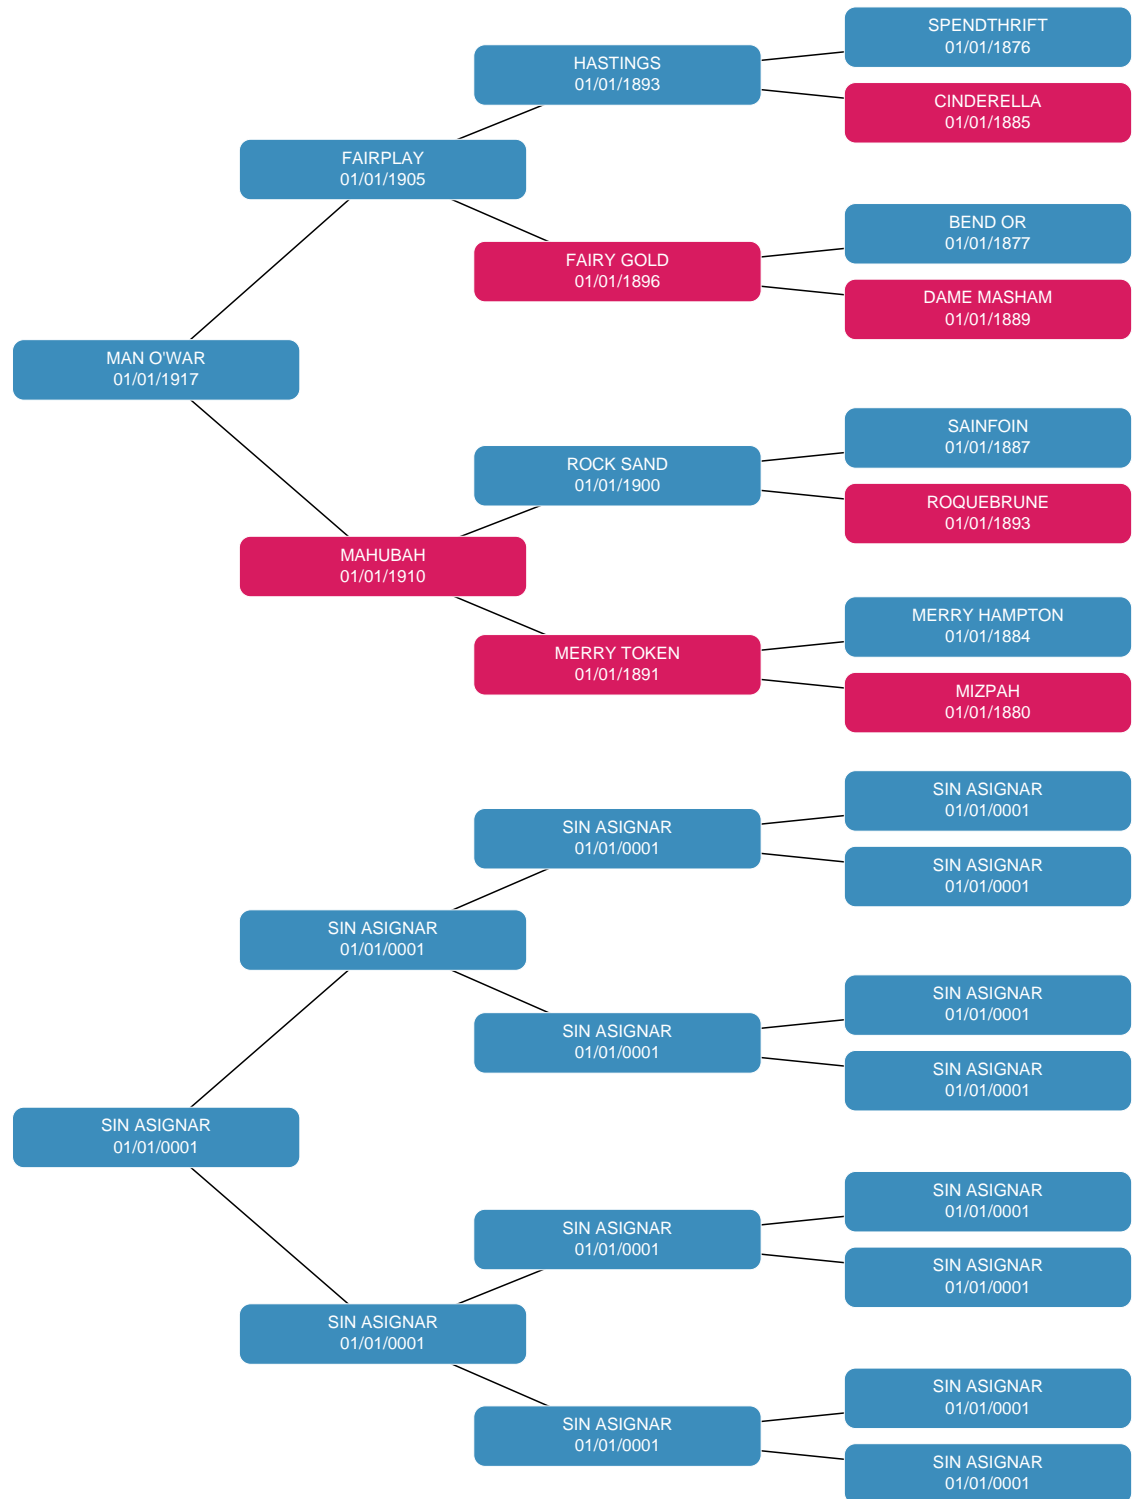 SPENDTHRIFT
01/01/1876
HASTINGS
01/01/1893
CINDERELLA
01/01/1885
FAIRPLAY
01/01/1905
BEND OR
01/01/1877
FAIRY GOLD
01/01/1896
DAME MASHAM
01/01/1889
MAN O'WAR
01/01/1917
SAINFOIN
01/01/1887
ROCK SAND
01/01/1900
ROQUEBRUNE
01/01/1893
MAHUBAH
01/01/1910
MERRY HAMPTON
01/01/1884
MERRY TOKEN
01/01/1891
MIZPAH
01/01/1880
SIN ASIGNAR
01/01/0001
SIN ASIGNAR
01/01/0001
SIN ASIGNAR
01/01/0001
SIN ASIGNAR
01/01/0001
SIN ASIGNAR
01/01/0001
SIN ASIGNAR
01/01/0001
SIN ASIGNAR
01/01/0001
SIN ASIGNAR
01/01/0001
SIN ASIGNAR
01/01/0001
SIN ASIGNAR
01/01/0001
SIN ASIGNAR
01/01/0001
SIN ASIGNAR
01/01/0001
SIN ASIGNAR
01/01/0001
SIN ASIGNAR
01/01/0001
SIN ASIGNAR
01/01/0001